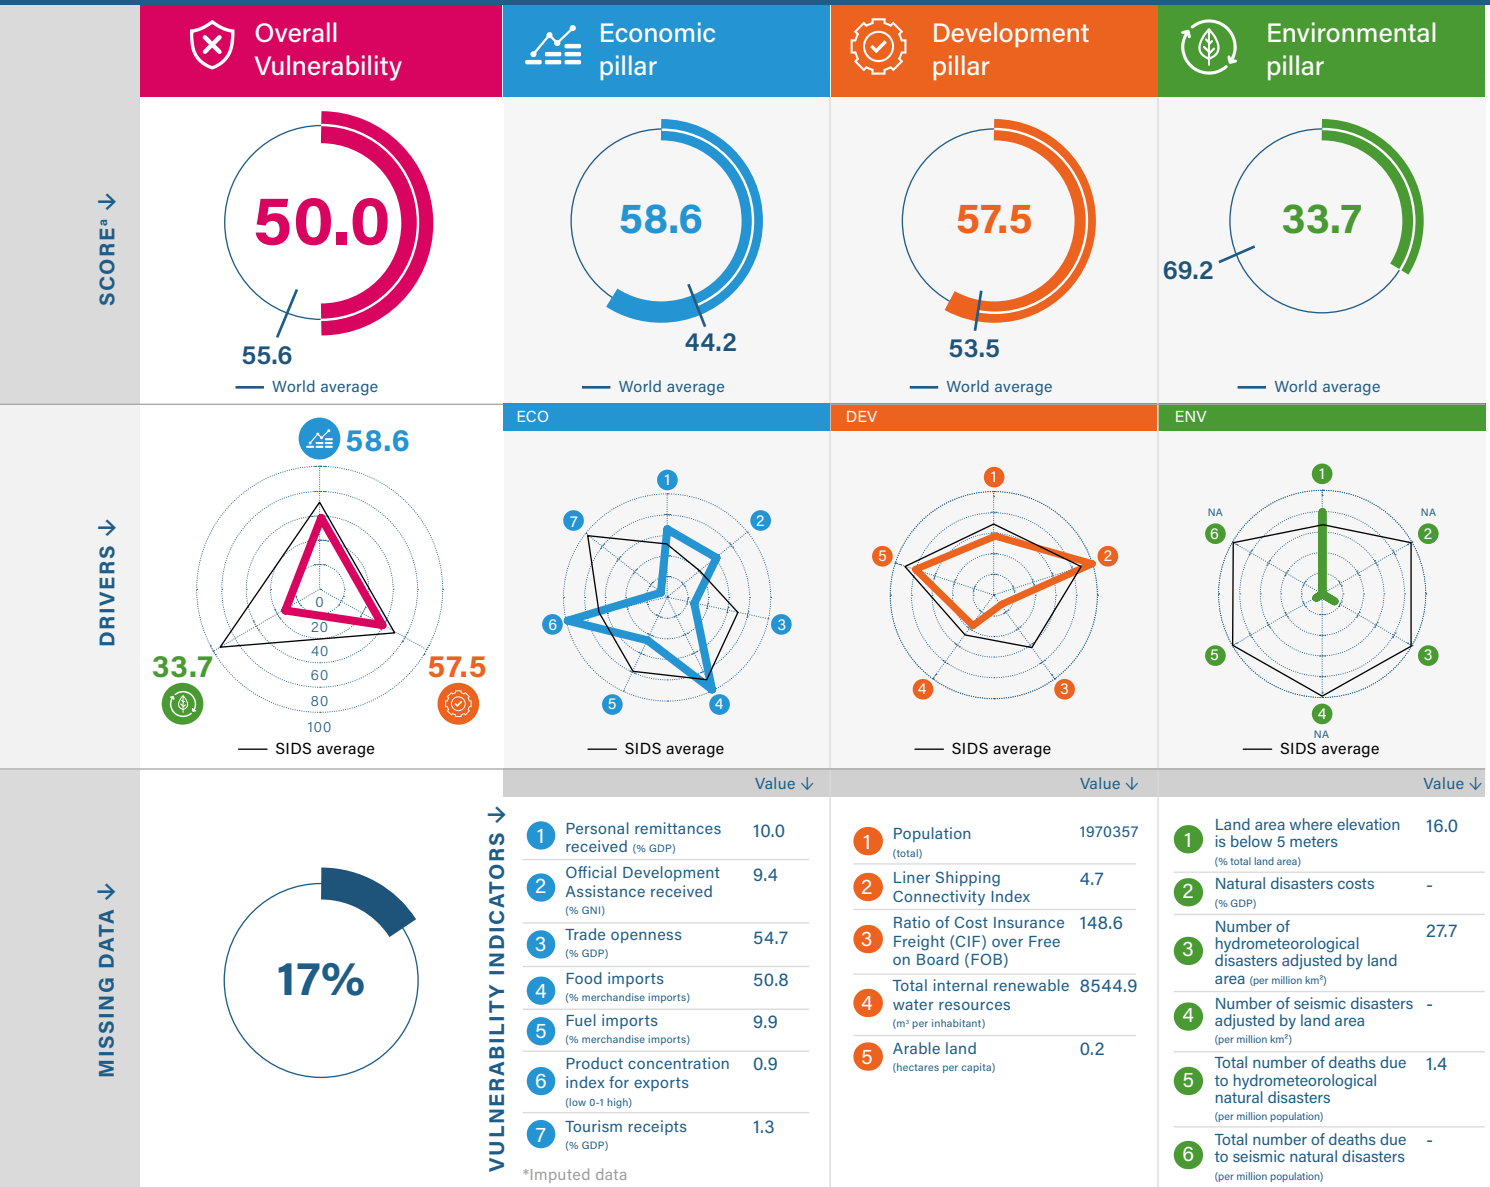 Overall
Vulnerability
Economic
pillar
Development
pillar
Environmental
pillar
SCOREª →
50.0
55.6
World average
58.6
44.2
World average
57.5
53.5
World average
33.7
69.2
World average
DRIVERS →
58.6
33.7
57.5
0
20
40
60
80
100
SIDS average
ECO
1
2
3
4
5
6
7
SIDS average
DEV
1
2
3
4
5
SIDS average
ENV
1
NA
2
3
4
NA
5
NA
6
SIDS average
MISSING DATA →
17%
VULNERABILITY INDICATORS →
Value ↓
1 Personal remittances 10.0
received (% GDP)
2 Official Development 9.4
Assistance received
(% GNI)
3 Trade openness 54.7
(% GDP)
4 Food imports 50.8
(% merchandise imports)
5 Fuel imports 9.9
(% merchandise imports)
6 Product concentration 0.9
index for exports
(low 0-1 high)
7 Tourism receipts 1.3
(% GDP)
*Imputed data
Value ↓
1 Population 1970357
(total)
2 Liner Shipping 4.7
Connectivity Index
3 Ratio of Cost Insurance 148.6
Freight (CIF) over Free
on Board (FOB)
4 Total internal renewable 8544.9
water resources
(m³ per inhabitant)
5 Arable land 0.2
(hectares per capita)
Value ↓
1 Land area where elevation 16.0
is below 5 meters
(% total land area)
2 Natural disasters costs -
(% GDP)
3 Number of 27.7
hydrometeorological
disasters adjusted by land
area (per million km²)
4 Number of seismic disasters -
adjusted by land area
(per million km²)
5 Total number of deaths due 1.4
to hydrometeorological
natural disasters
(per million population)
6 Total number of deaths due -
to seismic natural disasters
(per million population)